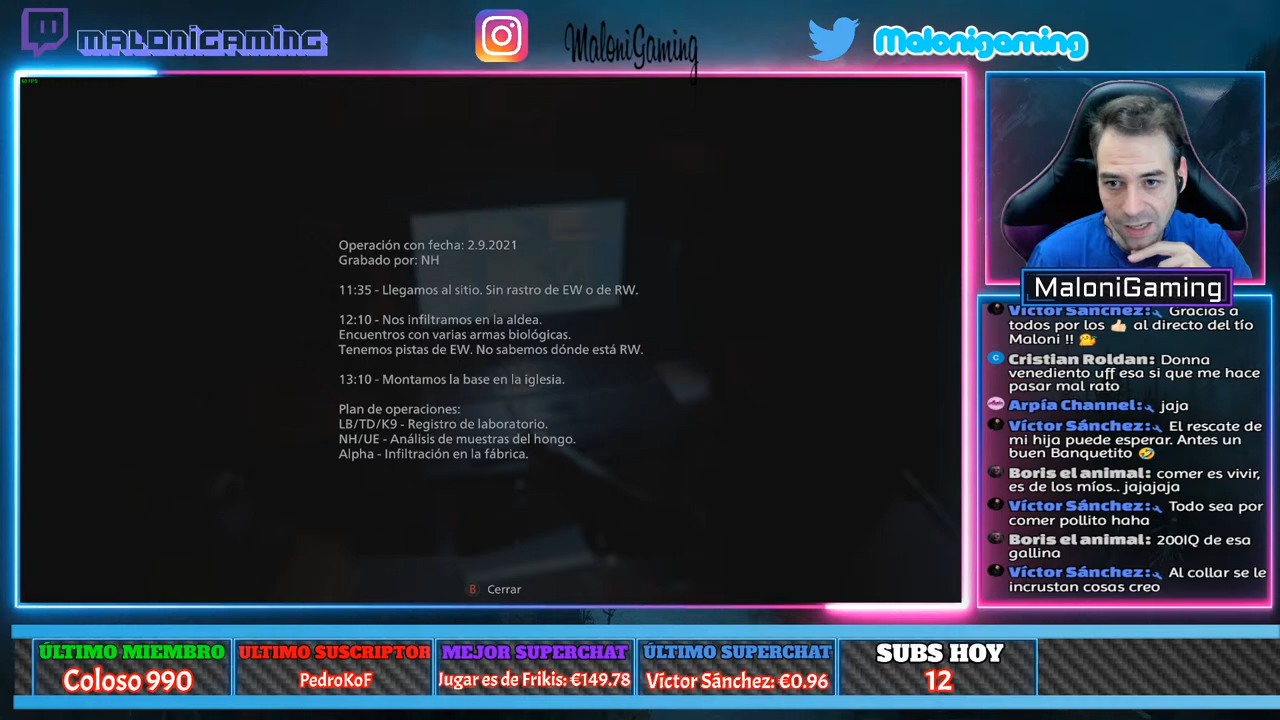 MALONIGAMING
MaloniGaming
Malonigaming
Operación con fecha: 2.9.2021
Grabado por: NH
11:35 - Llegamos al sitio. Sin rastro de EW o de RW.
12:10 - Nos infiltramos en la aldea.
Encuentros con varias armas biológicas.
Tenemos pistas de EW. No sabemos dónde está RW.
13:10 - Montamos la base en la iglesia.
Plan de operaciones:
LB/TD/K9 - Registro de laboratorio.
NH/UE - Análisis de muestras del hongo.
Alpha - Infiltración en la fábrica.
B Cerrar
MaloniGaming
Víctor Sánchez: Gracias a
todos por los 👍🏻 al directo del tío
Maloni !!
C Cristian Roldan: Donna
venediento uff esa si que me hace
pasar mal rato
Arpía Channel: jaja
Víctor Sánchez: El rescate de
mi hija puede esperar. Antes un
buen Banquetito 🤣
Boris el animal: comer es vivir,
es de los míos.. jajajaja
Víctor Sánchez: Todo sea por
comer pollito haha
Boris el animal: 200IQ de esa
gallina
Víctor Sánchez: Al collar se le
incrustan cosas creo
ÚLTIMO MIEMBRO
Coloso 990
ULTIMO SUSCRIPTOR
PedroKoF
MEJOR SUPERCHAT
Jugar es de Frikis: €149.78
ÚLTIMO SUPERCHAT
Víctor Sánchez: €0.96
SUBS HOY
12